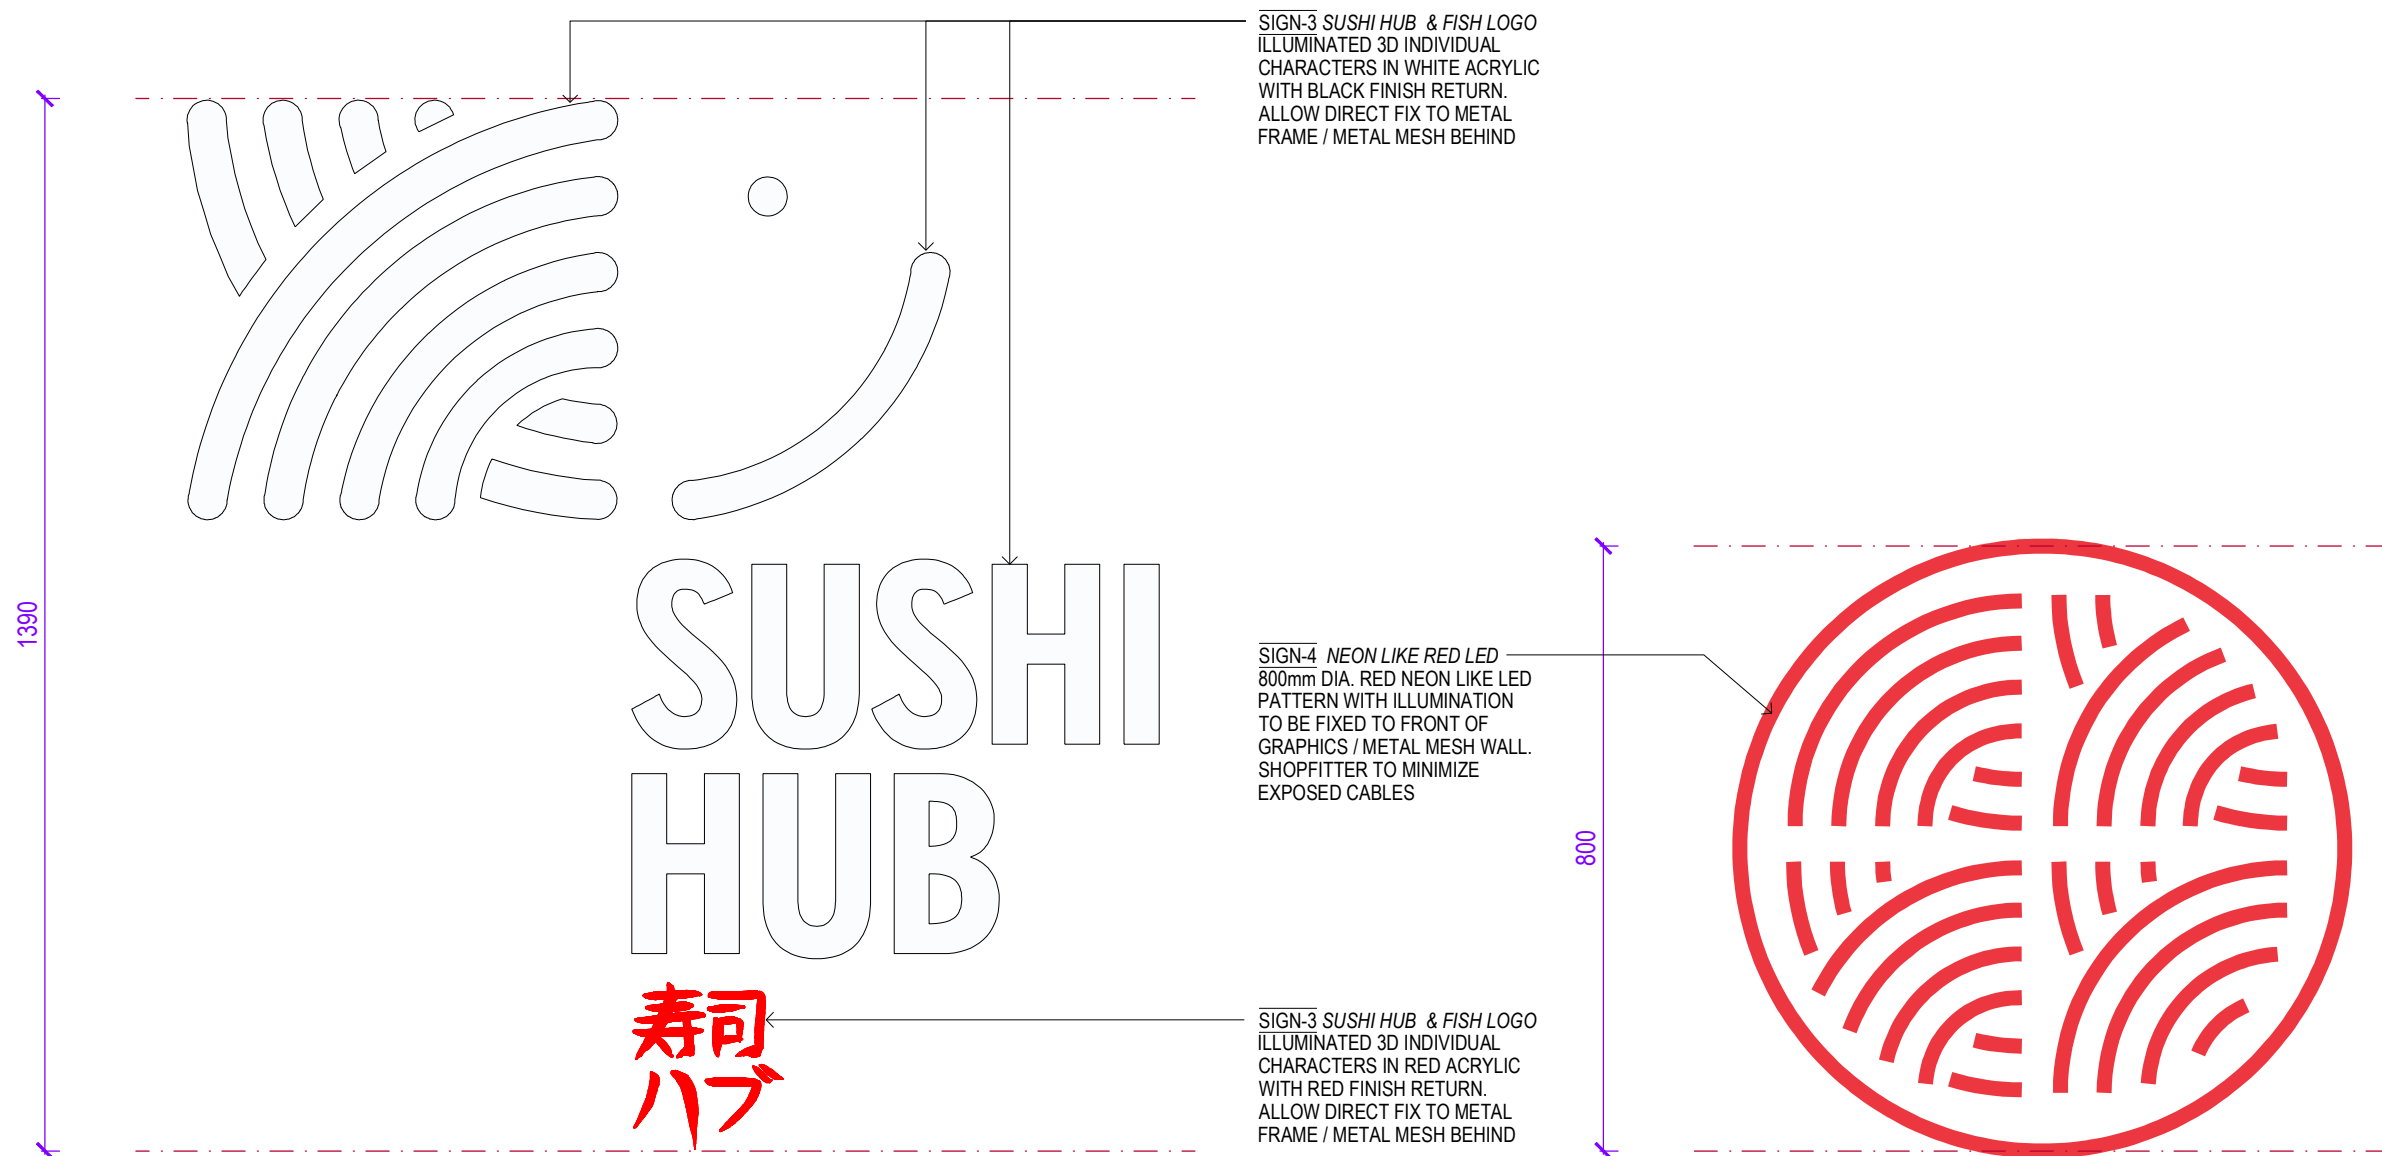 SIGN-3 SUSHI HUB & FISH LOGO
ILLUMINATED 3D INDIVIDUAL
CHARACTERS IN WHITE ACRYLIC
WITH BLACK FINISH RETURN.
ALLOW DIRECT FIX TO METAL
FRAME / METAL MESH BEHIND
1390
SUSHI
HUB
寿司
ハブ
SIGN-4 NEON LIKE RED LED
800mm DIA. RED NEON LIKE LED
PATTERN WITH ILLUMINATION
TO BE FIXED TO FRONT OF
GRAPHICS / METAL MESH WALL.
SHOPFITTER TO MINIMIZE
EXPOSED CABLES
800
SIGN-3 SUSHI HUB & FISH LOGO
ILLUMINATED 3D INDIVIDUAL
CHARACTERS IN RED ACRYLIC
WITH RED FINISH RETURN.
ALLOW DIRECT FIX TO METAL
FRAME / METAL MESH BEHIND